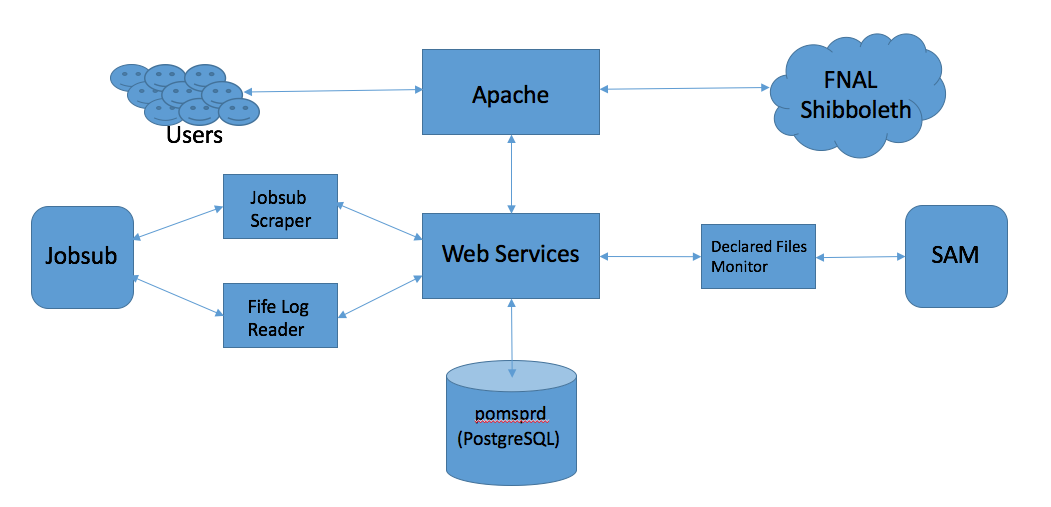 Apache
FNAL
Shibboleth
Users
Jobsub
Scraper
Jobsub
Web Services
Declared Files
Monitor
SAM
Fife Log
Reader
pomsprd
(PostgreSQL)